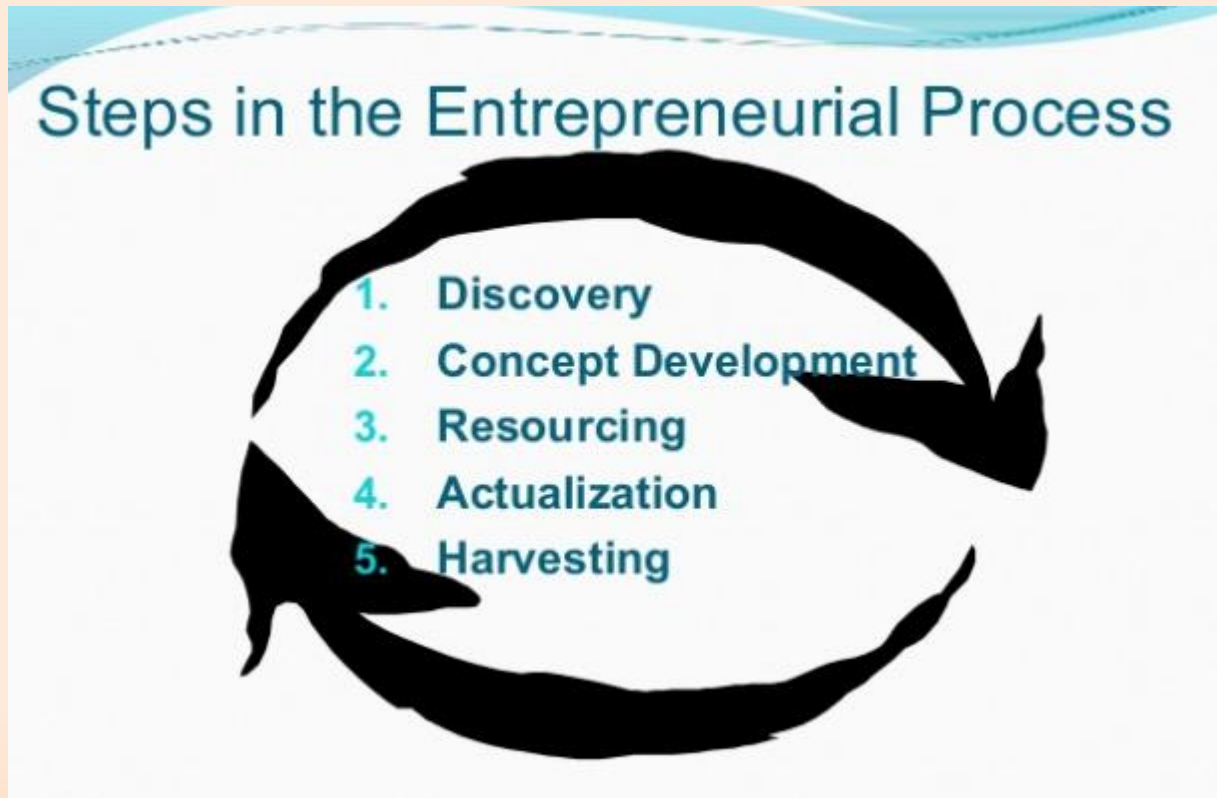 Steps in the Entrepreneurial Process
1. Discovery
2. Concept Development
3. Resourcing
4. Actualization
5. Harvesting